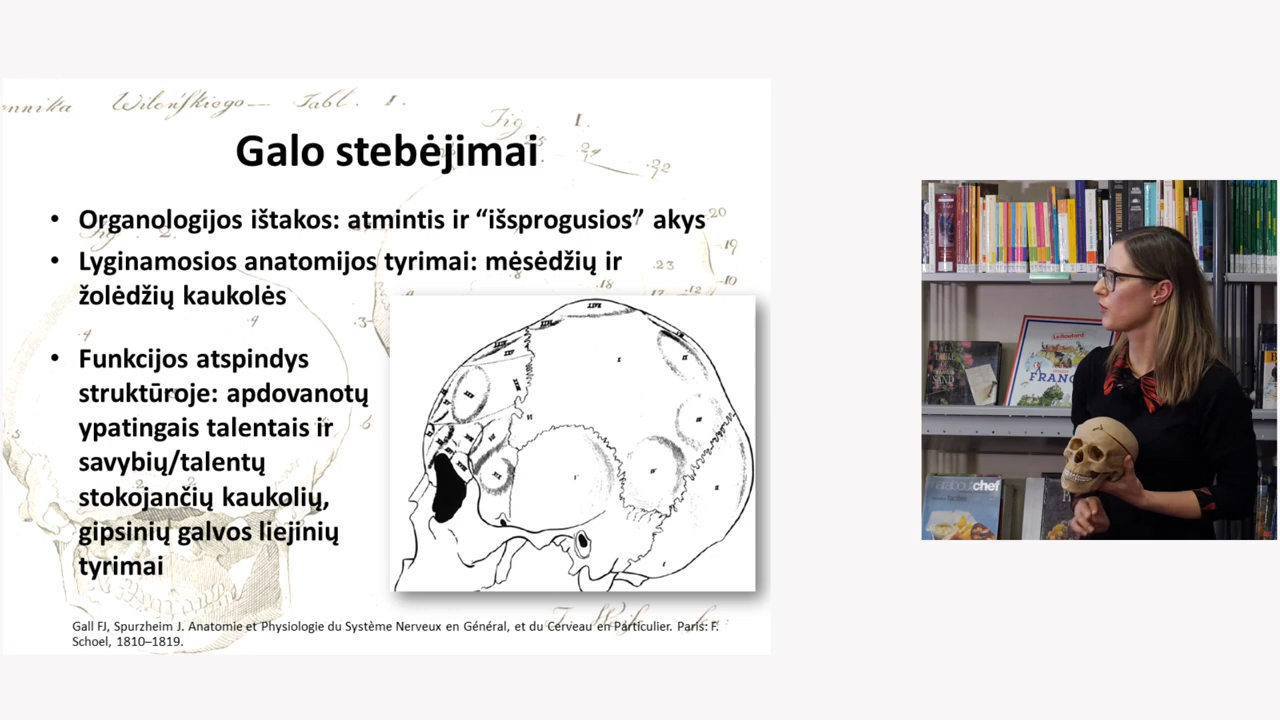 Wileńskiego — Tabl. I.
Fig. I.
Galo stebėjimai
• Organologijos ištakos: atmintis ir “išsprogusios” akys
• Lyginamosios anatomijos tyrimai: mėsėdžių ir
žolėdžių kaukolės
• Funkcijos atspindys
struktūroje: apdovanotų
ypatingais talentais ir
savybių/talentų
stokojančių kaukolių,
gipsinių galvos liejinių
tyrimai
Gall FJ, Spurzheim J. Anatomie et Physiologie du Système Nerveux en Général, et du Cerveau en Particulier. Paris: F.
Schoel, 1810–1819.
FRANC
chef